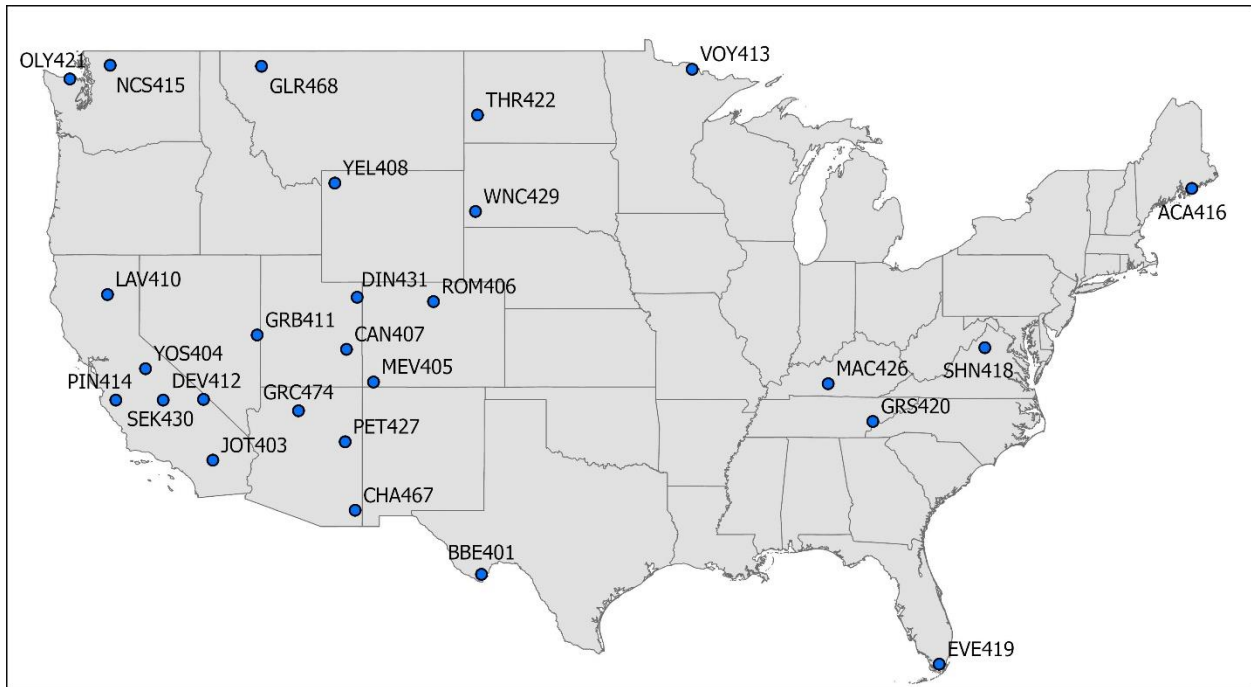 OLY421
NCS415
GLR468
VOY413
THR422
YEL408
WNC429
ACA416
LAV410
DIN431
ROM406
GRB411
CAN407
YOS404
MEV405
PIN414
DEV412
GRC474
SEK430
MAC426
SHN418
GRS420
PET427
JOT403
CHA467
BBE401
EVE419